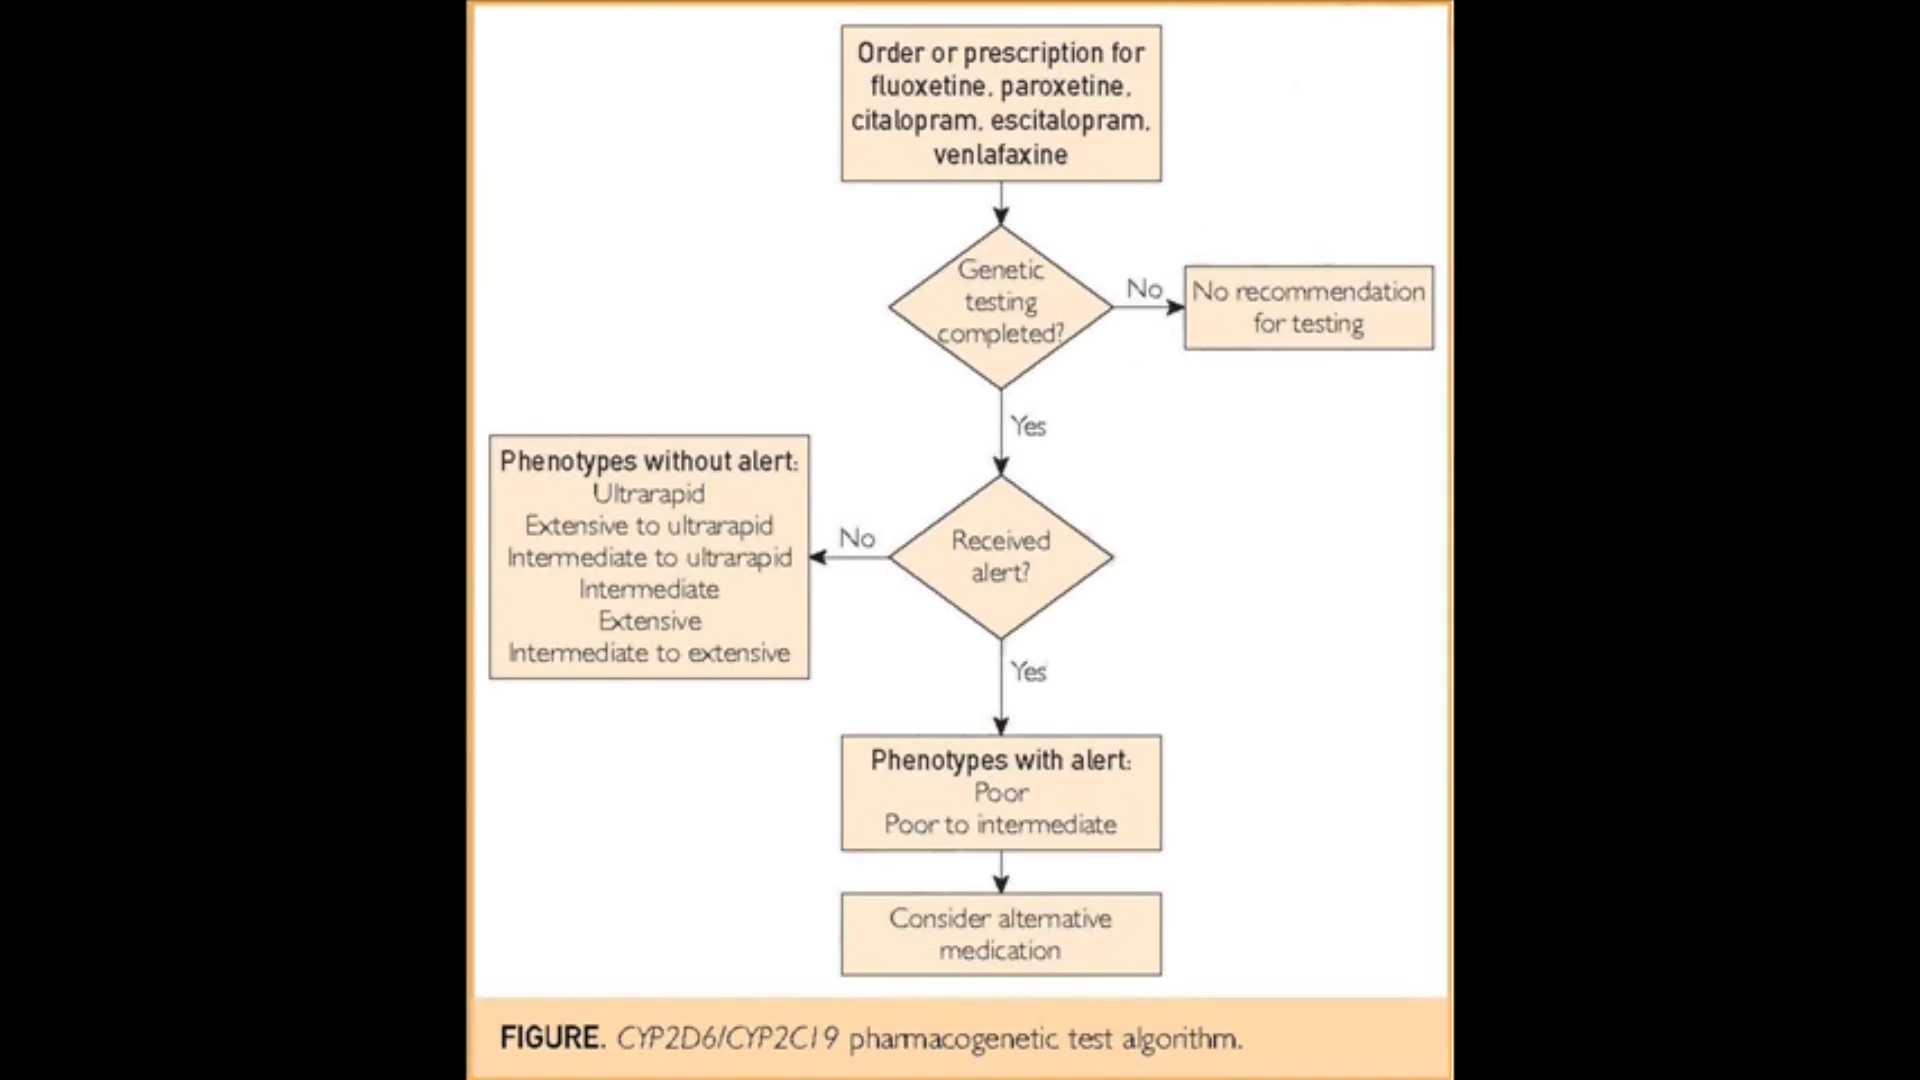 Order or prescription for
fluoxetine, paroxetine,
citalopram, escitalopram,
venlafaxine
Genetic
testing
completed?
No
No recommendation
for testing
Yes
Phenotypes without alert:
Ultrarapid
Extensive to ultrarapid
Intermediate to ultrarapid
Intermediate
Extensive
Intermediate to extensive
No
Received
alert?
Yes
Phenotypes with alert:
Poor
Poor to intermediate
Consider alternative
medication
FIGURE. CYP2D6/CYP2C19 pharmacogenetic test algorithm.